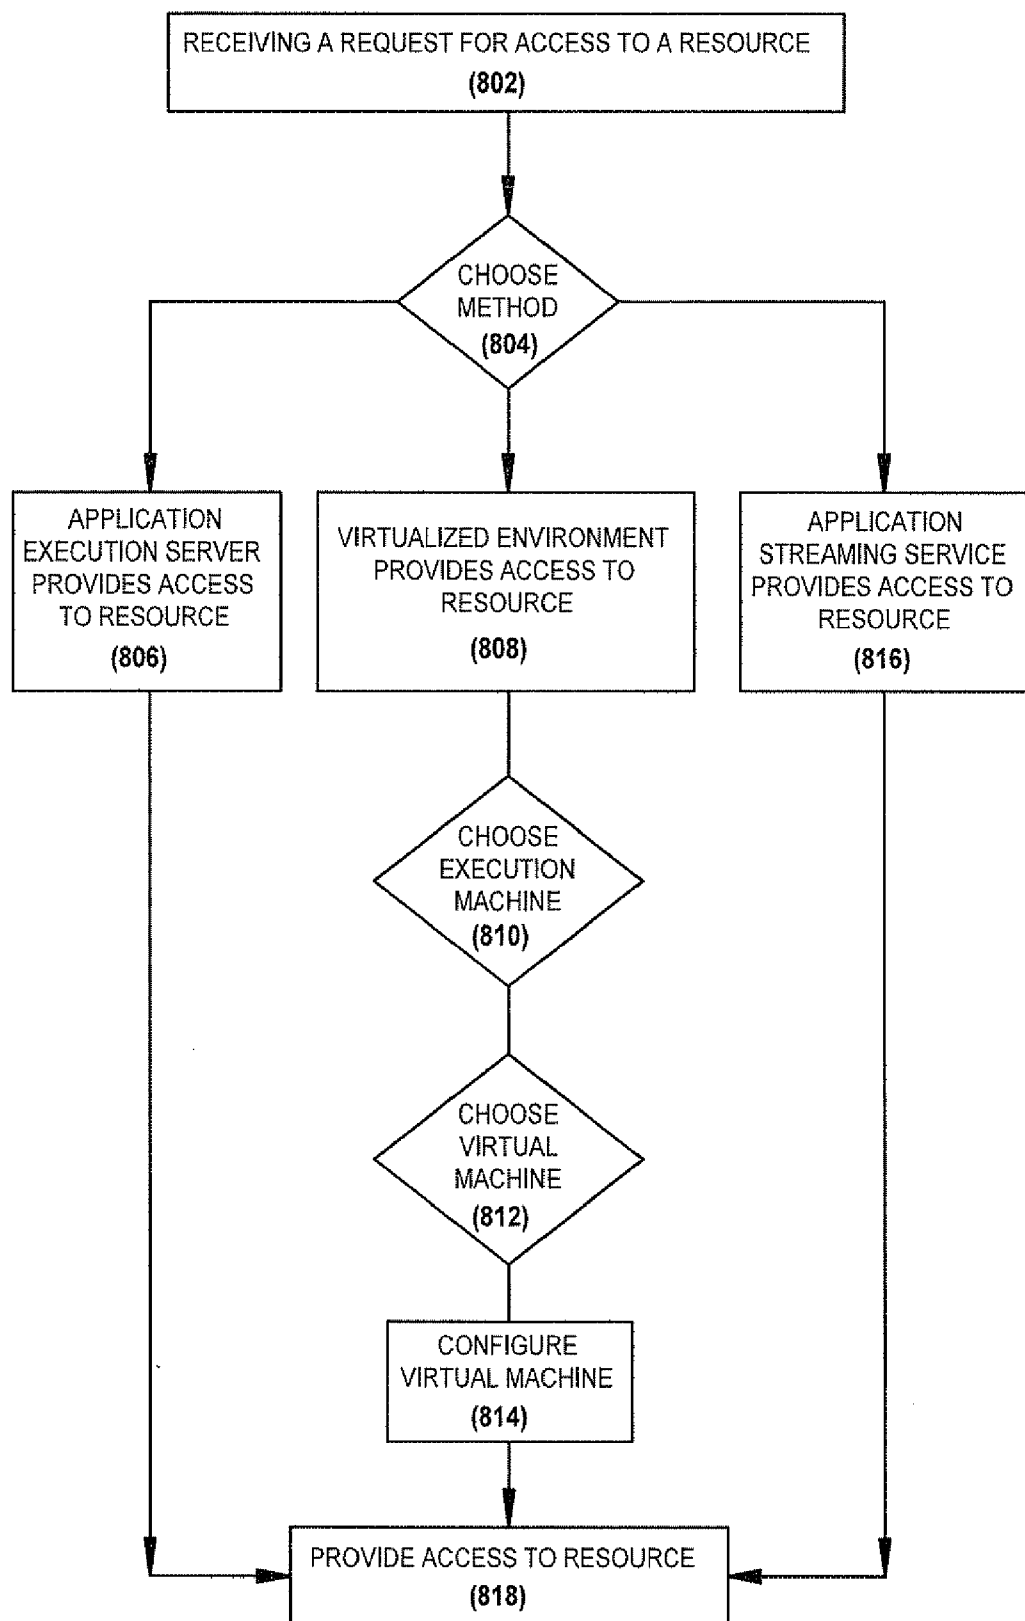 RECEIVING A REQUEST FOR ACCESS TO A RESOURCE
(802)
CHOOSE
METHOD
(804)
APPLICATION
EXECUTION SERVER
PROVIDES ACCESS
TO RESOURCE
(806)
VIRTUALIZED ENVIRONMENT
PROVIDES ACCESS TO
RESOURCE
(808)
APPLICATION
STREAMING SERVICE
PROVIDES ACCESS TO
RESOURCE
(816)
CHOOSE
EXECUTION
MACHINE
(810)
CHOOSE
VIRTUAL
MACHINE
(812)
CONFIGURE
VIRTUAL MACHINE
(814)
PROVIDE ACCESS TO RESOURCE
(818)